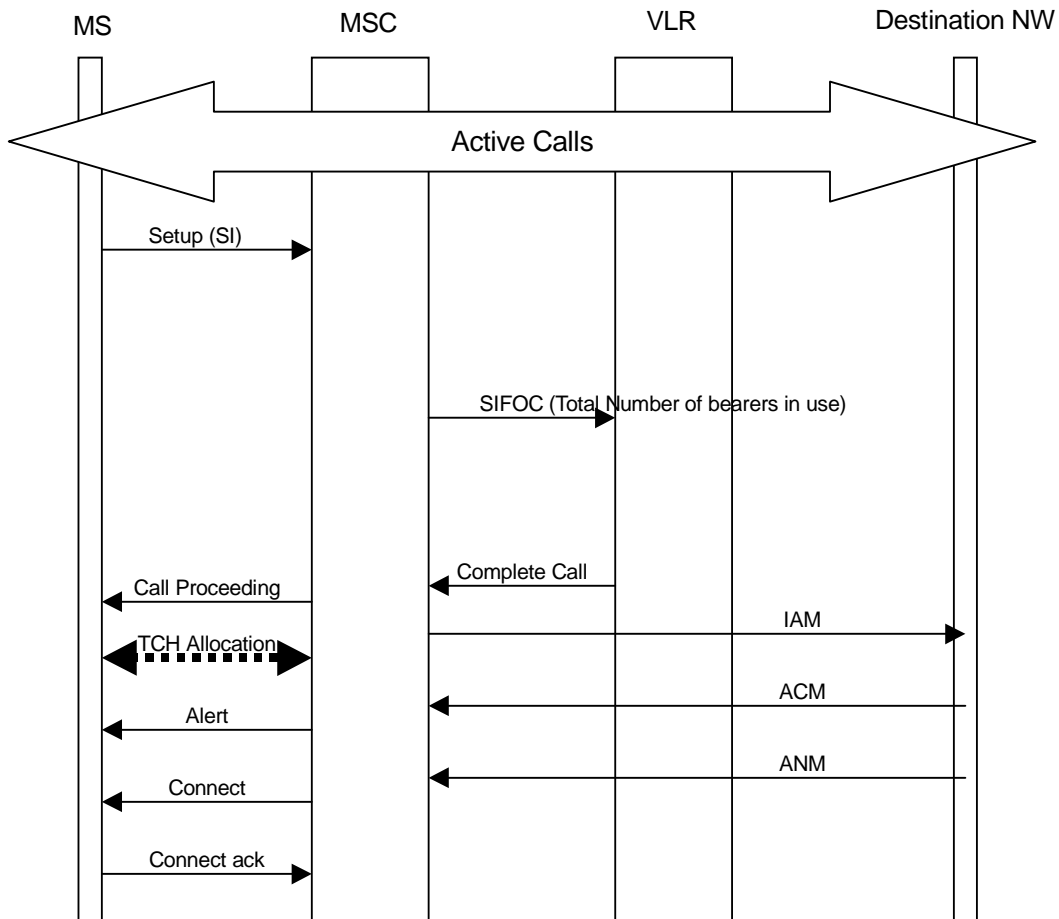 MS
MSC
VLR
Destination NW
Active Calls
Setup (SI)
SIFOC (Total Number of bearers in use)
Complete Call
Call Proceeding
IAM
TCH Allocation
ACM
Alert
ANM
Connect
Connect ack